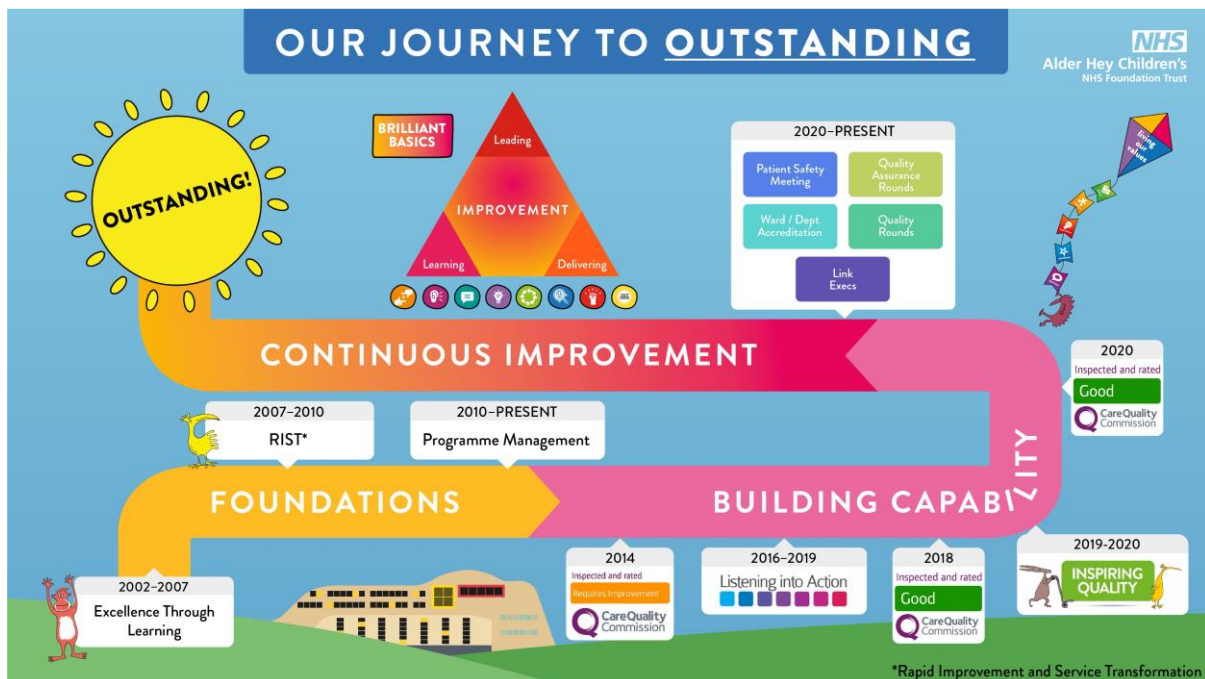 OUR JOURNEY TO OUTSTANDING
NHS
Alder Hey Children's
NHS Foundation Trust
OUTSTANDING!
BRILLIANT
BASICS
Leading
IMPROVEMENT
Learning
Delivering
2020–PRESENT
Patient Safety
Meeting
Quality
Assurance
Rounds
Ward / Dept
Accreditation
Quality
Rounds
Link
Execs
living
our
values
CONTINUOUS IMPROVEMENT
2020
Inspected and rated
Good
CareQuality
Commission
2007–2010
RIST*
2010–PRESENT
Programme Management
FOUNDATIONS
BUILDING CAPABILITY
2002–2007
Excellence Through
Learning
2014
Inspected and rated
Requires Improvement
CareQuality
Commission
2016–2019
Listening into Action
2018
Inspected and rated
Good
CareQuality
Commission
2019-2020
INSPIRING
QUALITY
*Rapid Improvement and Service Transformation